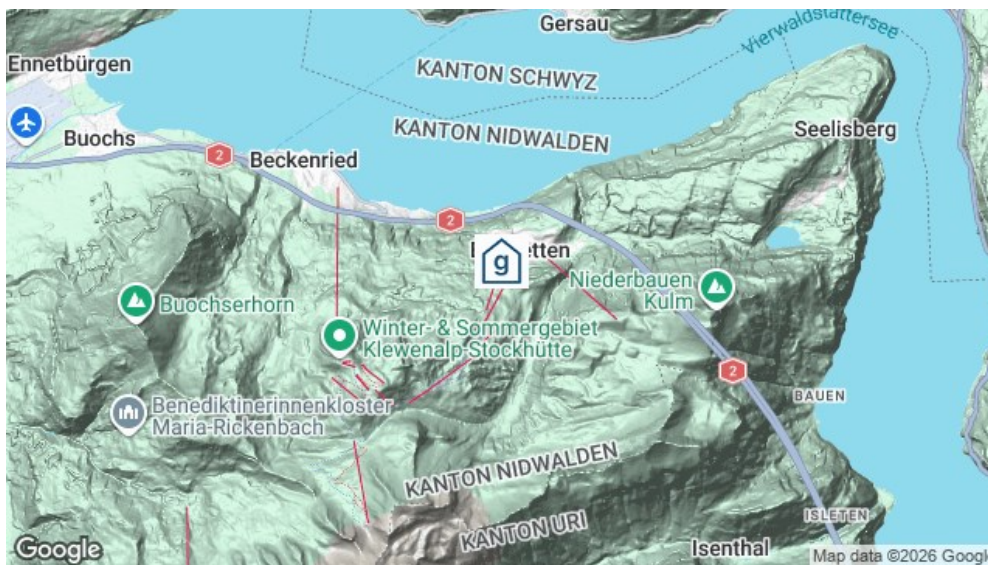 Gersau
Vierwaldstättersee
Ennetbürgen
KANTON SCHWYZ
KANTON NIDWALDEN
Buochs
2
Seelisberg
Beckenried
2
etten
g
Niederbauen
Kulm
Buochserhorn
Winter- & Sommergebiet
Klewenalp-Stockhütte
2
BAUEN
Benediktinerinnenkloster
Maria-Rickenbach
KANTON NIDWALDEN
KANTON URI
ISLETEN
Isenthal
Google
Map data ©2026 Google